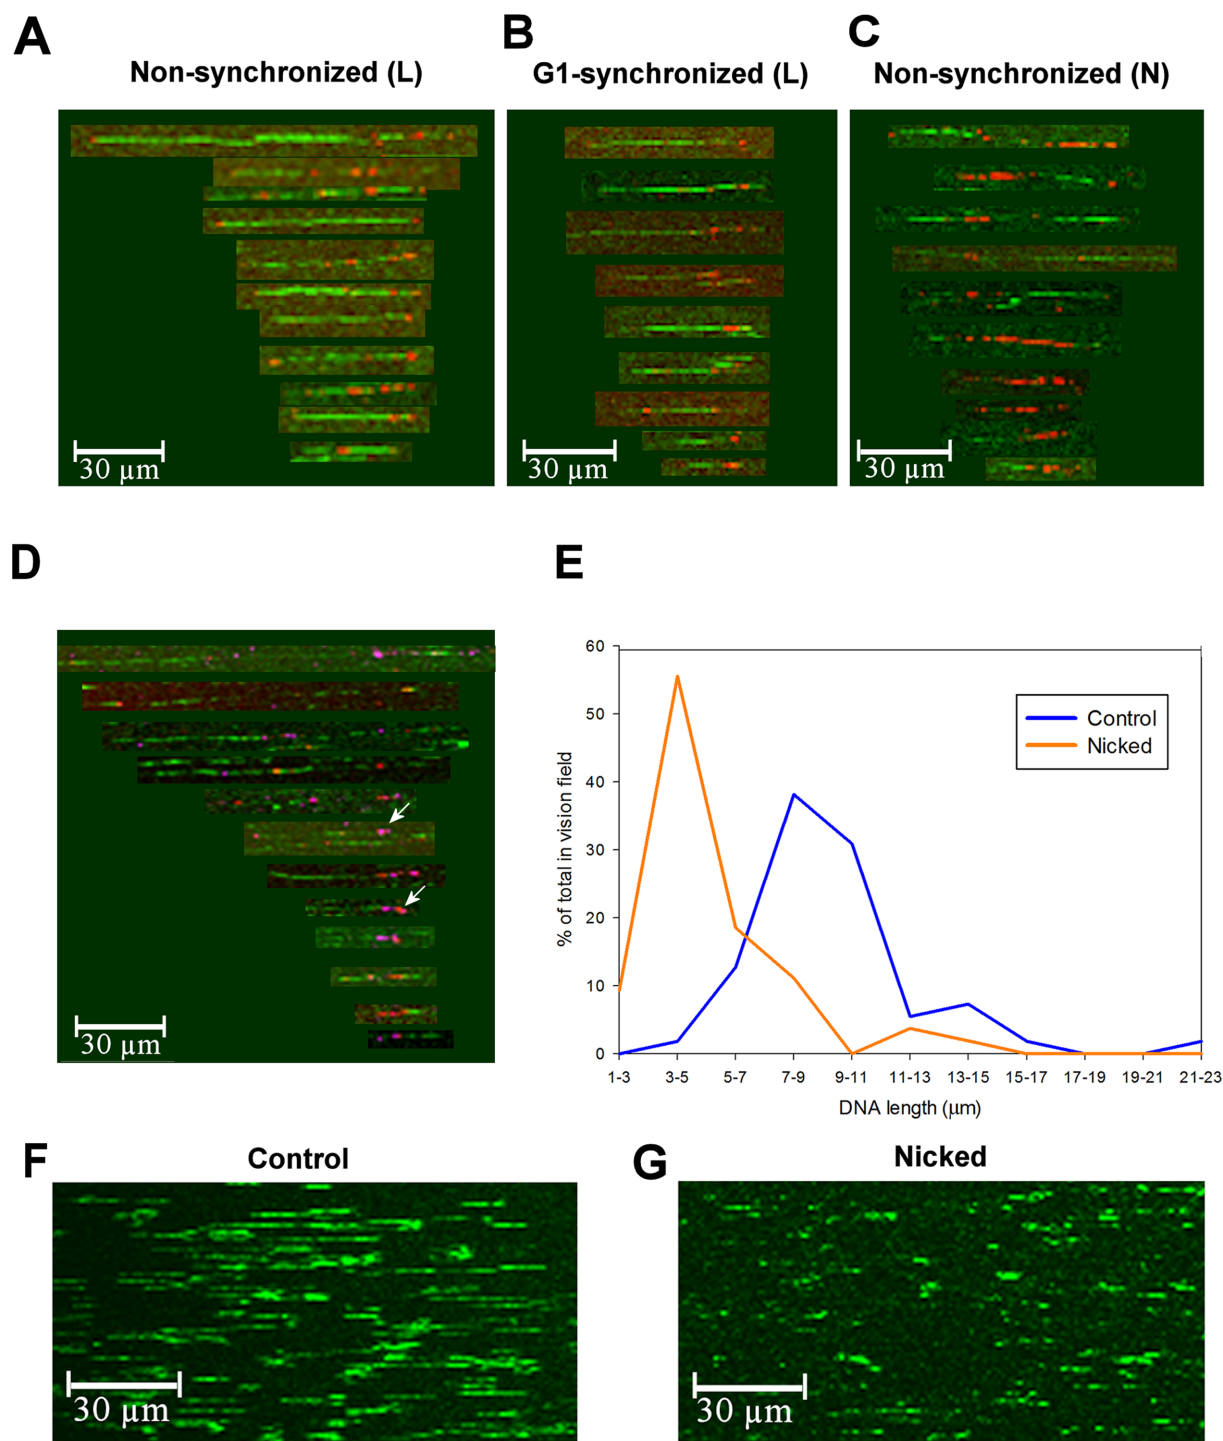 A
Non-synchronized (L)
B
G1-synchronized (L)
C
Non-synchronized (N)
30 µm
30 µm
30 µm
D
30 µm
E
60
50
40
30
20
10
0
% of total in vision field
Control
Nicked
1-3
3-5
5-7
7-9
9-11
11-13
13-15
15-17
17-19
19-21
21-23
DNA length (µm)
F
Control
30 µm
G
Nicked
30 µm